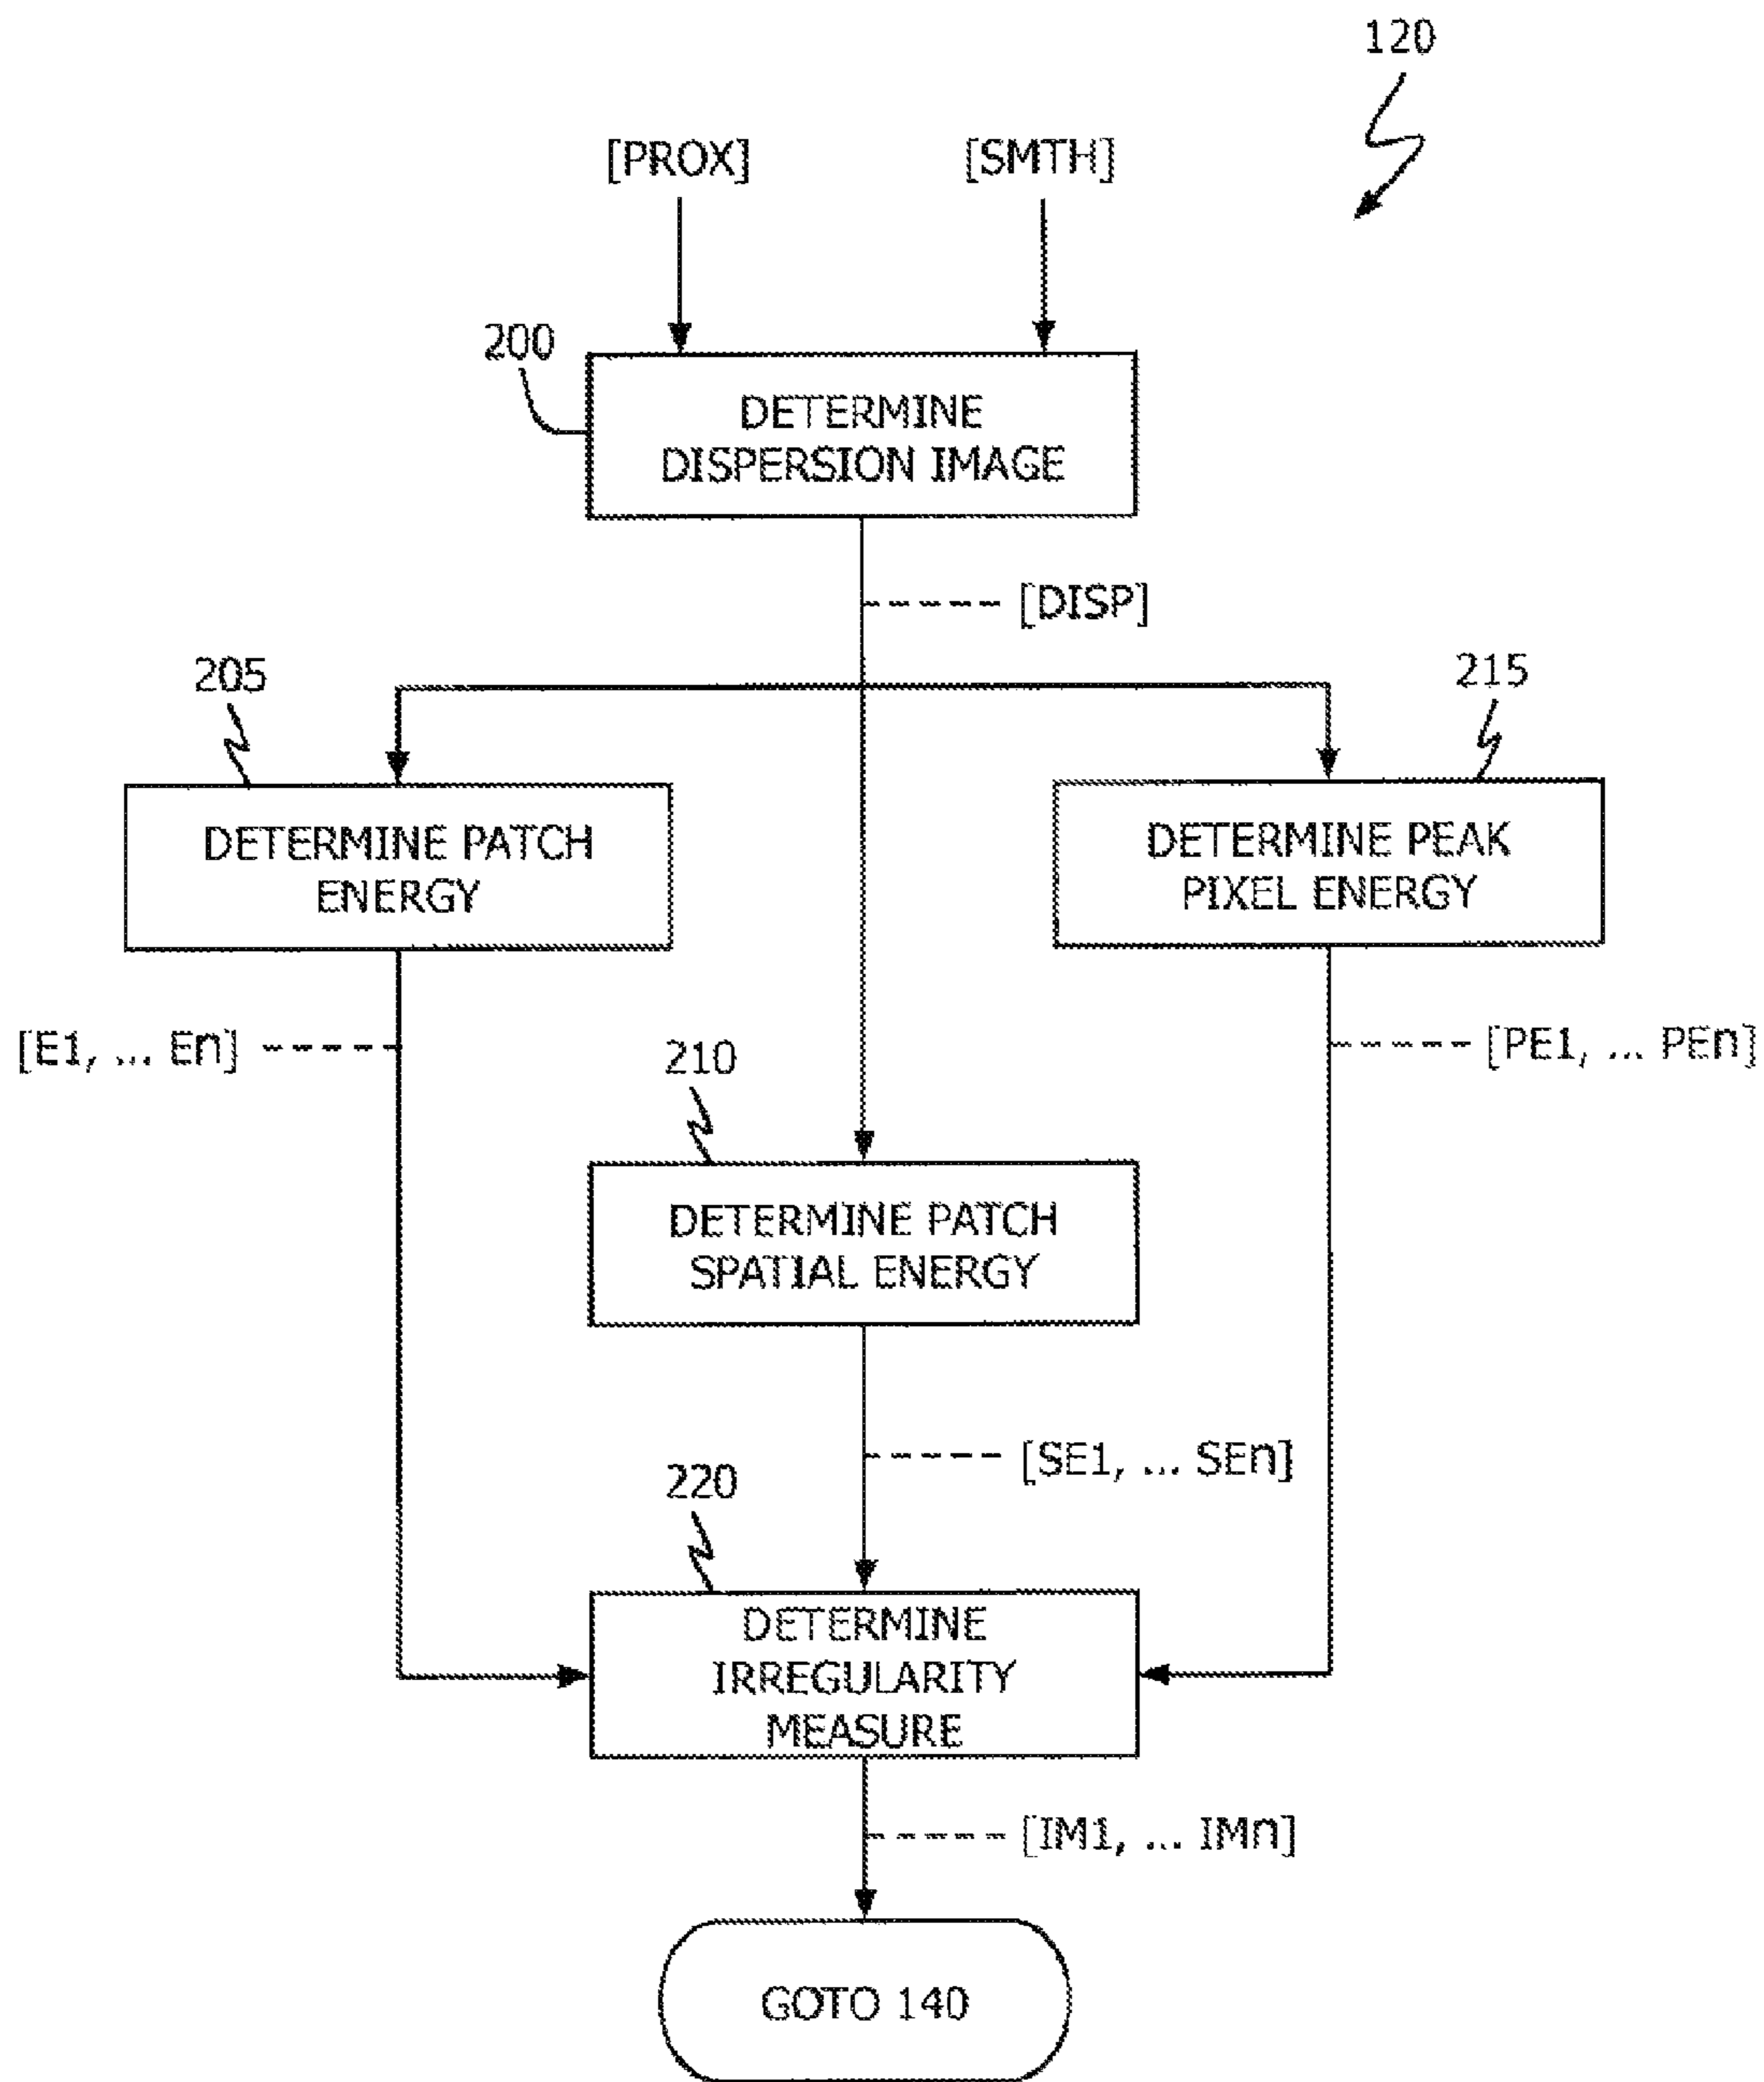 120
[PROX]
[SMTH]
200
DETERMINE
DISPERSION IMAGE
[DISP]
205
215
DETERMINE PATCH
ENERGY
DETERMINE PEAK
PIXEL ENERGY
[E1, ... En]
[PE1, ... PEn]
210
DETERMINE PATCH
SPATIAL ENERGY
[SE1, ... SEn]
220
DETERMINE
IRREGULARITY
MEASURE
[IM1, ... IMn]
GOTO 140